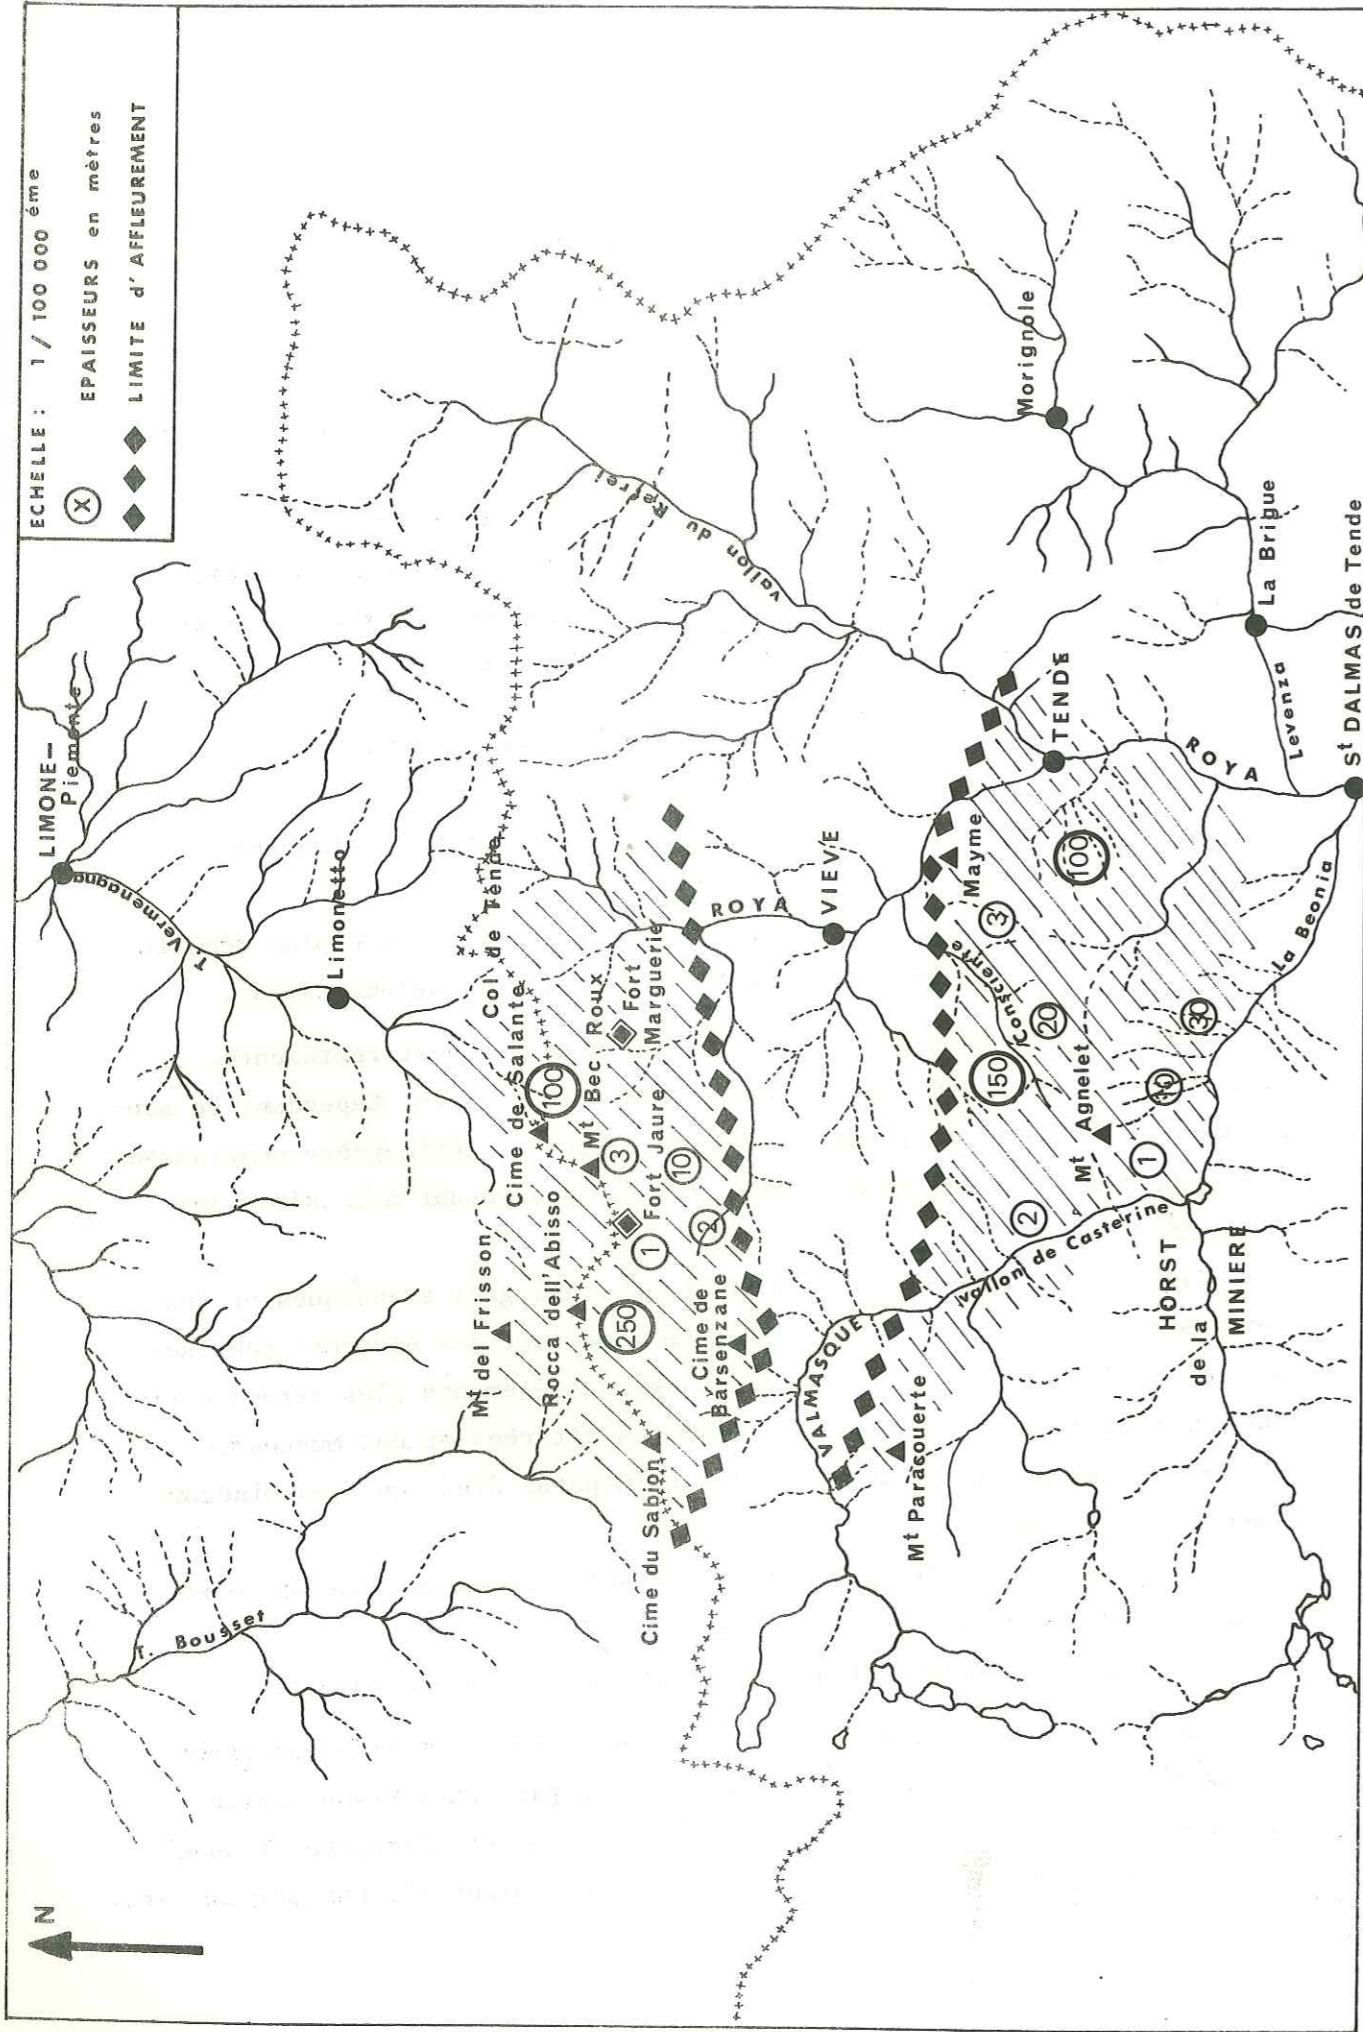 ECHELLE : 1 / 100 000 éme
X EPAISSEURS en mètres
LIMITE d'AFFLEUREMENT
N
LIMONE—
Piemonte
T. Vermenagna
Limonetto
T. Bousset
Col de Tende
Cime de Salante
Mt del Frisson
Rocca dell'Abisso
Mt Bec Roux
Fort Marguerie
Fort Jaure
100
3
10
1
2
250
Cime du Sabion
Cime de
Barsenzane
Vallon du Refrei
ROYA
VIEVE
VALMASQUE
Mt Paracouerte
Mayme
Consciente
3
20
150
100
Mt Agnelet
30
30
1
2
Vallon de Casterine
HORST
de la
MINIERE
La Beonia
TENDE
ROYA
Morignole
La Brigue
Levenza
St DALMAS de Tende